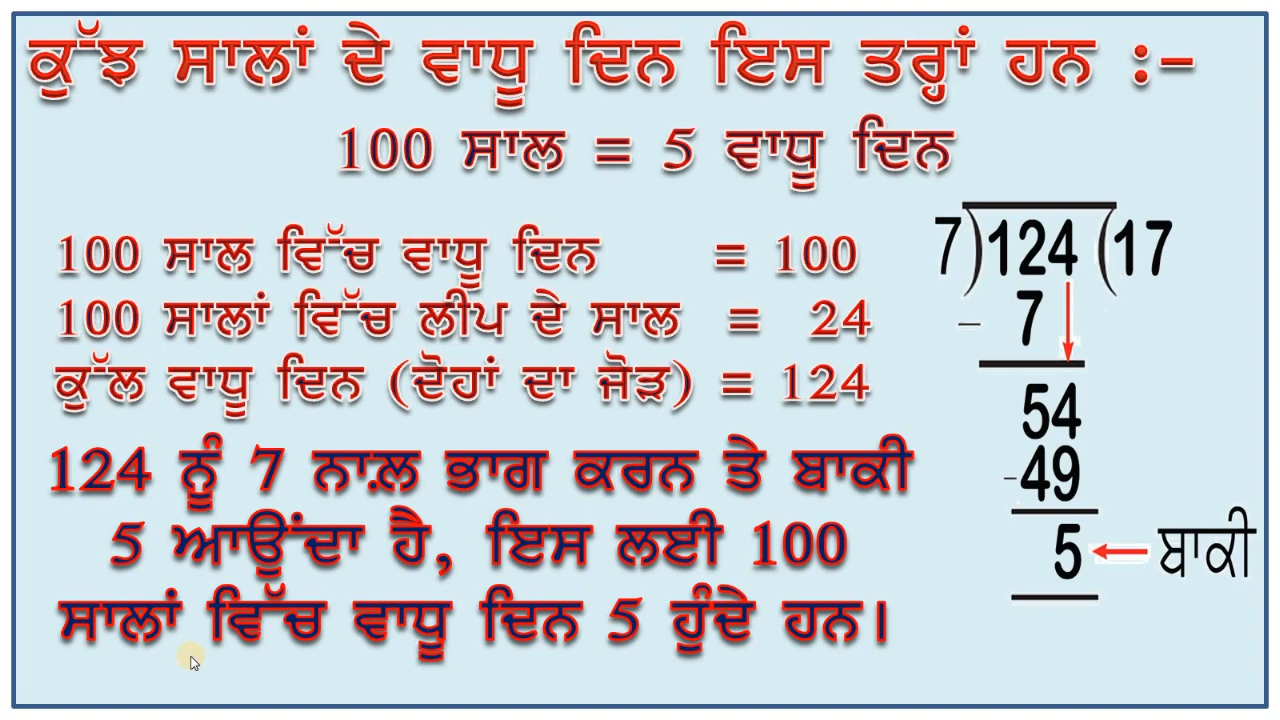 ਕੁੱਝ ਸਾਲਾਂ ਦੇ ਵਾਧੂ ਦਿਨ ਇਸ ਤਰ੍ਹਾਂ ਹਨ :-
100 ਸਾਲ = 5 ਵਾਧੂ ਦਿਨ
100 ਸਾਲ ਵਿੱਚ ਵਾਧੂ ਦਿਨ = 100
100 ਸਾਲਾਂ ਵਿੱਚ ਲੀਪ ਦੇ ਸਾਲ = 24
ਕੁੱਲ ਵਾਧੂ ਦਿਨ (ਦੋਹਾਂ ਦਾ ਜੋੜ) = 124
124 ਨੂੰ 7 ਨਾਲ਼ ਭਾਗ ਕਰਨ ਤੇ ਬਾਕੀ
5 ਆਉਂਦਾ ਹੈ, ਇਸ ਲਈ 100
ਸਾਲਾਂ ਵਿੱਚ ਵਾਧੂ ਦਿਨ 5 ਹੁੰਦੇ ਹਨ।
7)124(17
- 7
54
-49
5 ਬਾਕੀ